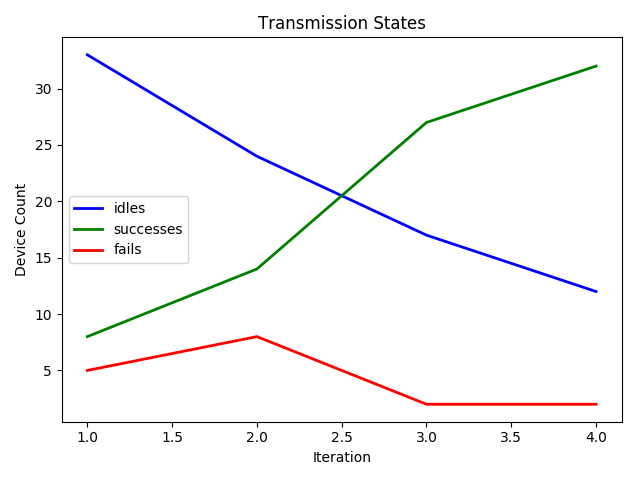 Transmission States
Device Count
30
25
20
15
10
5
idles
successes
fails
1.0 1.5 2.0 2.5 3.0 3.5 4.0
Iteration